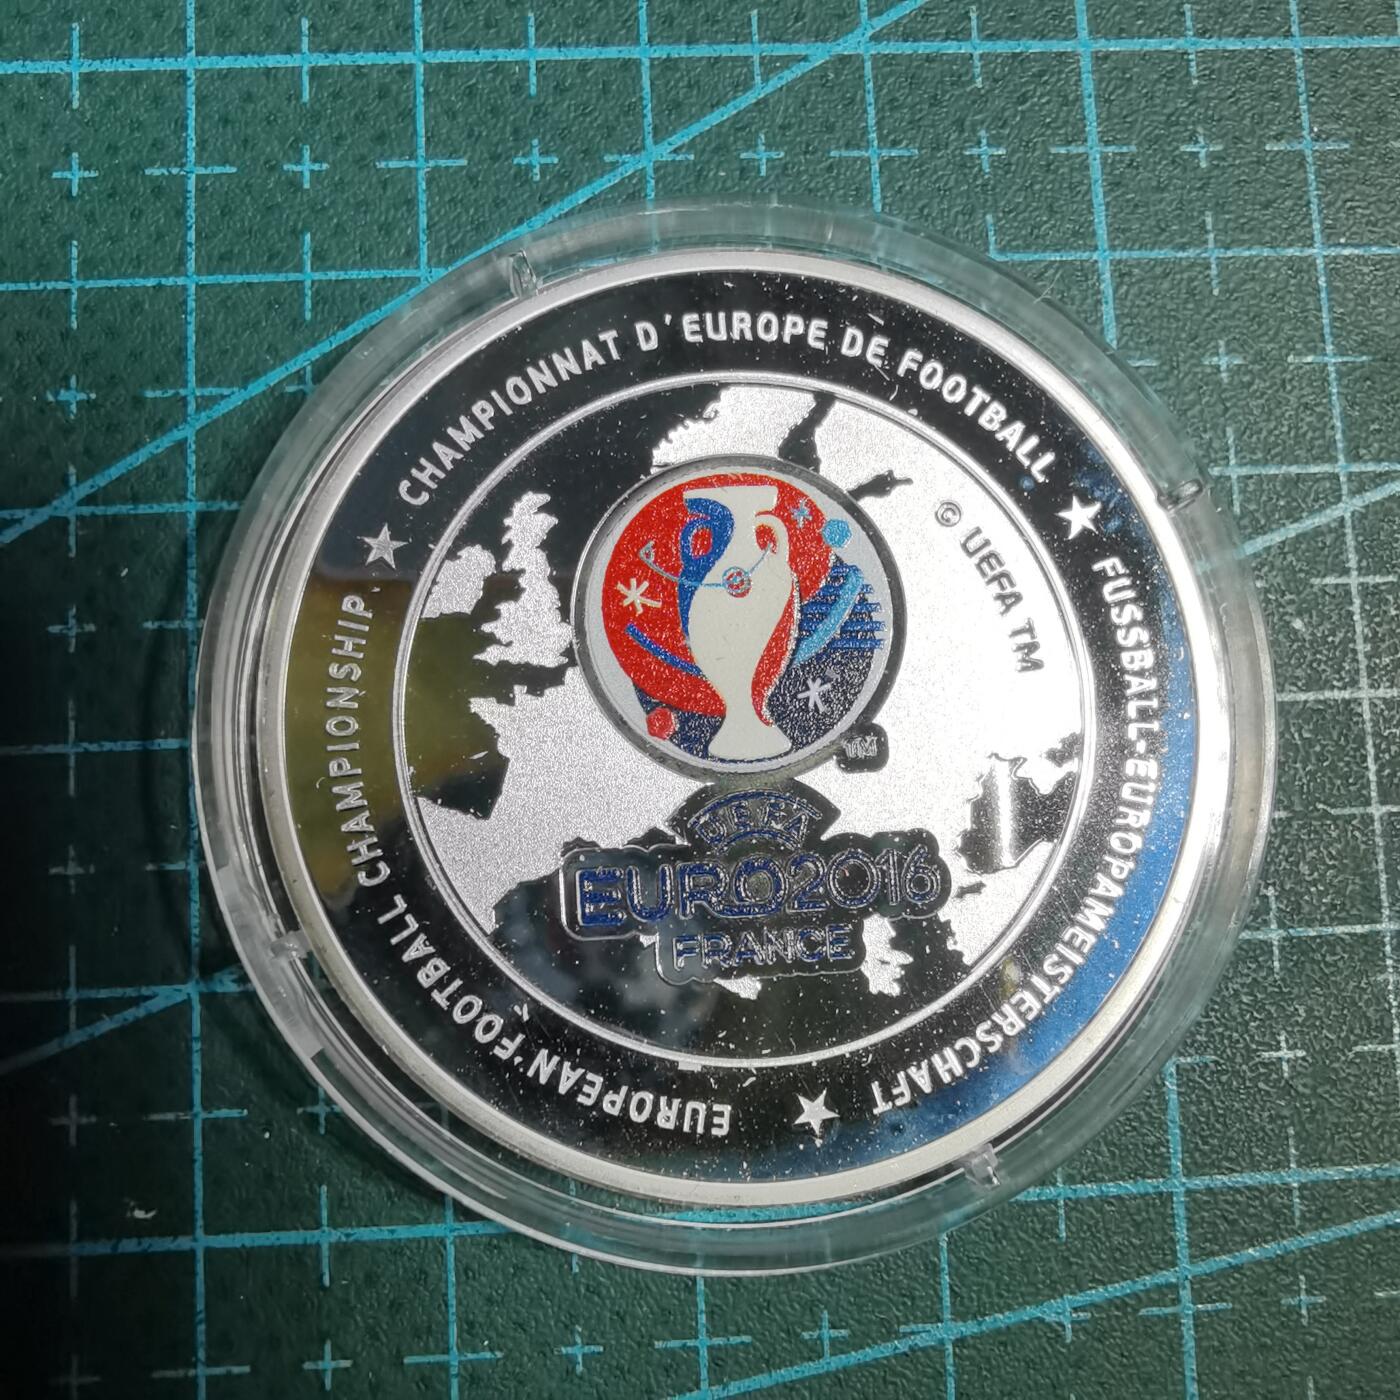 CHAMPIONNAT D'EUROPE DE FOOTBALL
FUSSBALL-EUROPAMEISTERSCHAFT
EUROPEAN FOOTBALL CHAMPIONSHIP
© UEFA TM
TM
UEFA
EURO2016
FRANCE